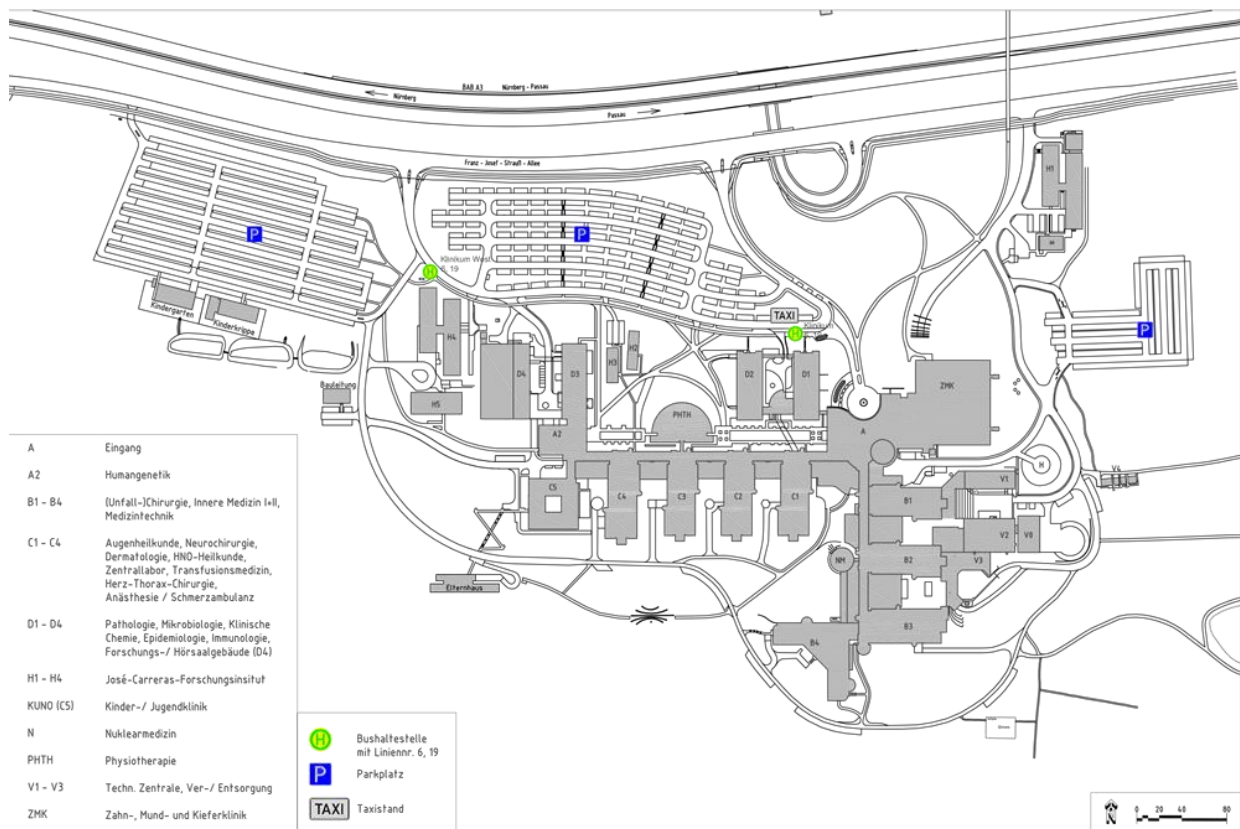 BAB A3 Nürnberg - Passau
Nürnberg
Passau
Franz - Josef - Strauß - Allee
H1
P
P
Klinikum West
6, 19
H
Kindergarten
Kinderkrippe
TAXI
H
Klinikum
P
H4
H3
H2
D4
D3
D2
D1
ZMK
Bauleitung
H5
PHTH
A
A2
H
V1
V4
C5
C4
C3
C2
C1
B1
V2
V0
NM
B2
V3
Elternhaus
B3
B4
A Eingang
A2 Humangenetik
B1 - B4 (Unfall-)Chirurgie, Innere Medizin I+II,
Medizintechnik
C1 - C4 Augenheilkunde, Neurochirurgie,
Dermatologie, HNO-Heilkunde,
Zentrallabor, Transfusionsmedizin,
Herz-Thorax-Chirurgie,
Anästhesie / Schmerzambulanz
D1 - D4 Pathologie, Mikrobiologie, Klinische
Chemie, Epidemiologie, Immunologie,
Forschungs-/ Hörsaalgebäude (D4)
H1 - H4 José-Carreras-Forschungsinsitut
KUNO (C5) Kinder-/ Jugendklinik
N Nuklearmedizin
PHTH Physiotherapie
V1 - V3 Techn. Zentrale, Ver-/ Entsorgung
ZMK Zahn-, Mund- und Kieferklinik
H Bushaltestelle
mit Liniennr. 6, 19
P Parkplatz
TAXI Taxistand
N
0 20 40 80